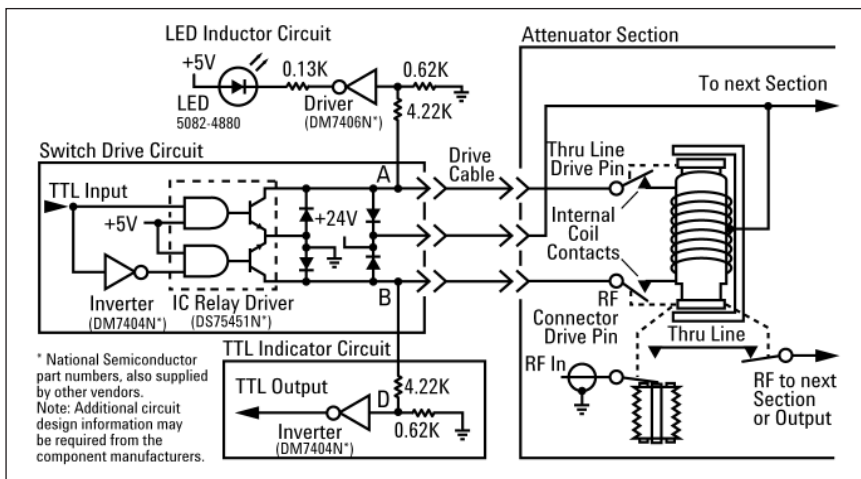 LED Inductor Circuit
+5V
LED
5082-4880
0.13K
Driver
(DM7406N*)
0.62K
4.22K
Attenuator Section
To next Section
Switch Drive Circuit
TTL Input
+5V
Inverter
(DM7404N*)
IC Relay Driver
(DS75451N*)
+24V
A
B
Drive
Cable
Thru Line
Drive Pin
Internal
Coil
Contacts
RF
Connector
Drive Pin
Thru Line
RF In
RF to next
Section
or Output
TTL Indicator Circuit
TTL Output
D
4.22K
0.62K
Inverter
(DM7404N*)
* National Semiconductor
part numbers, also supplied
by other vendors.
Note: Additional circuit
design information may
be required from the
component manufacturers.